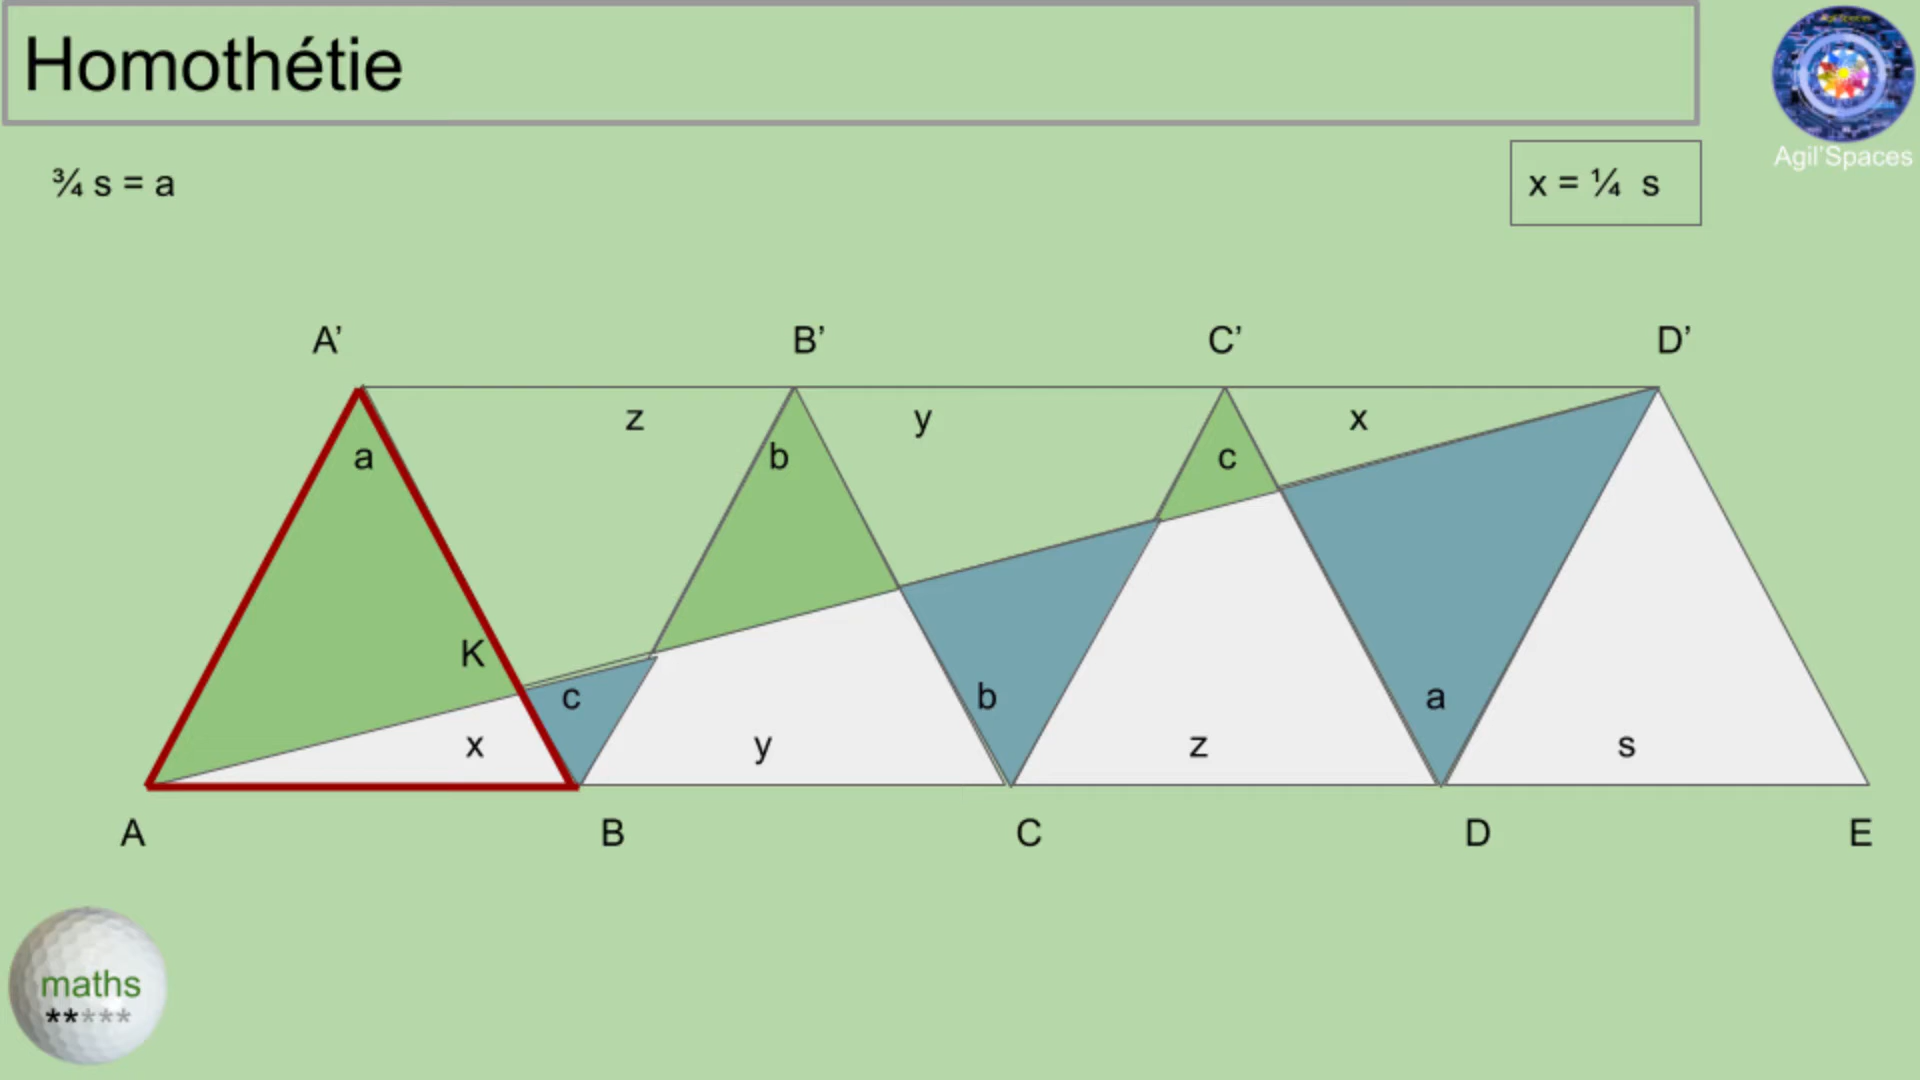 Homothétie
Agil'Spaces
¾ s = a
x = ¼ s
A' B' C' D'
z y x
a b c
K
c b a
x y z s
A B C D E
maths
*****